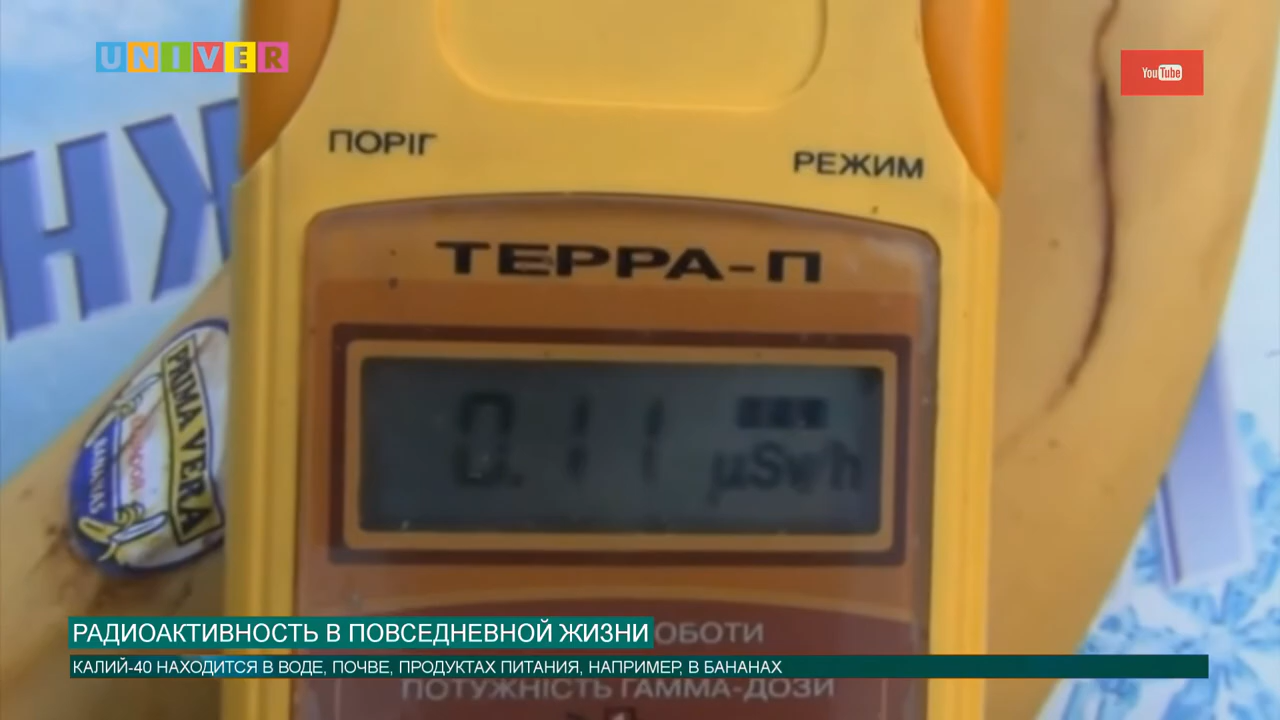 UNIVER
YouTube
ПОРІГ
РЕЖИМ
ТЕРРА-П
0.11
µSv/h
PRIMA VERA
РАДИОАКТИВНОСТЬ В ПОВСЕДНЕВНОЙ ЖИЗНИ
ОБОТИ
КАЛИЙ-40 НАХОДИТСЯ В ВОДЕ, ПОЧВЕ, ПРОДУКТАХ ПИТАНИЯ, НАПРИМЕР, В БАНАНАХ
ПОТУЖНІСТЬ ГАММА-ДОЗИ